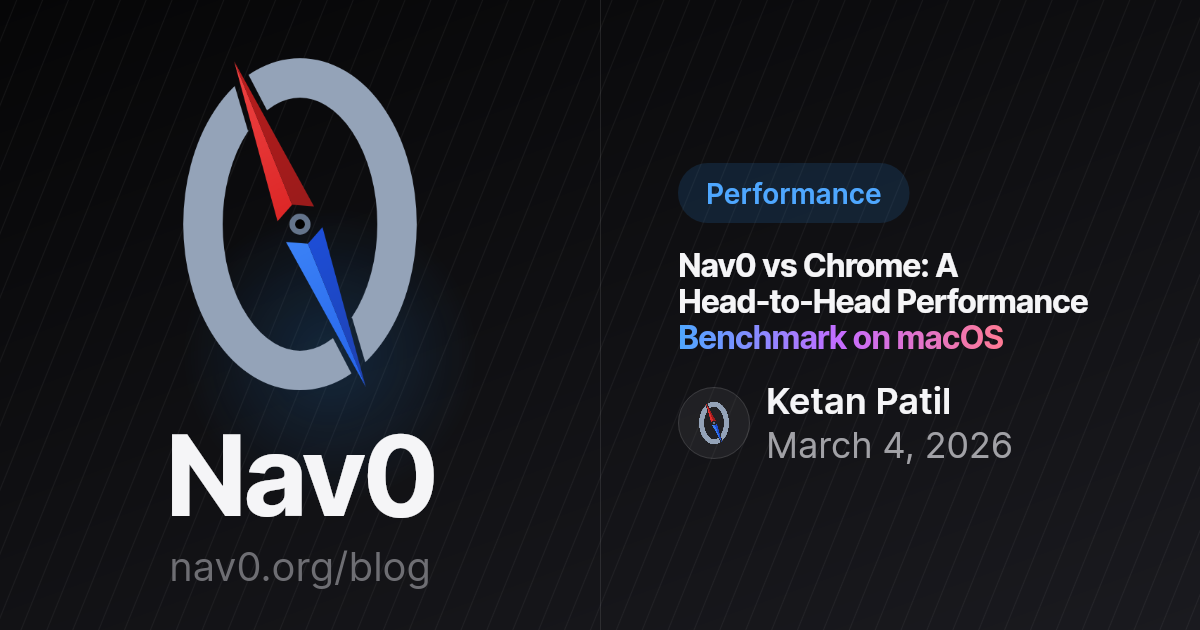 Nav0
nav0.org/blog
Performance
Nav0 vs Chrome: A
Head-to-Head Performance
Benchmark on macOS
Ketan Patil
March 4, 2026